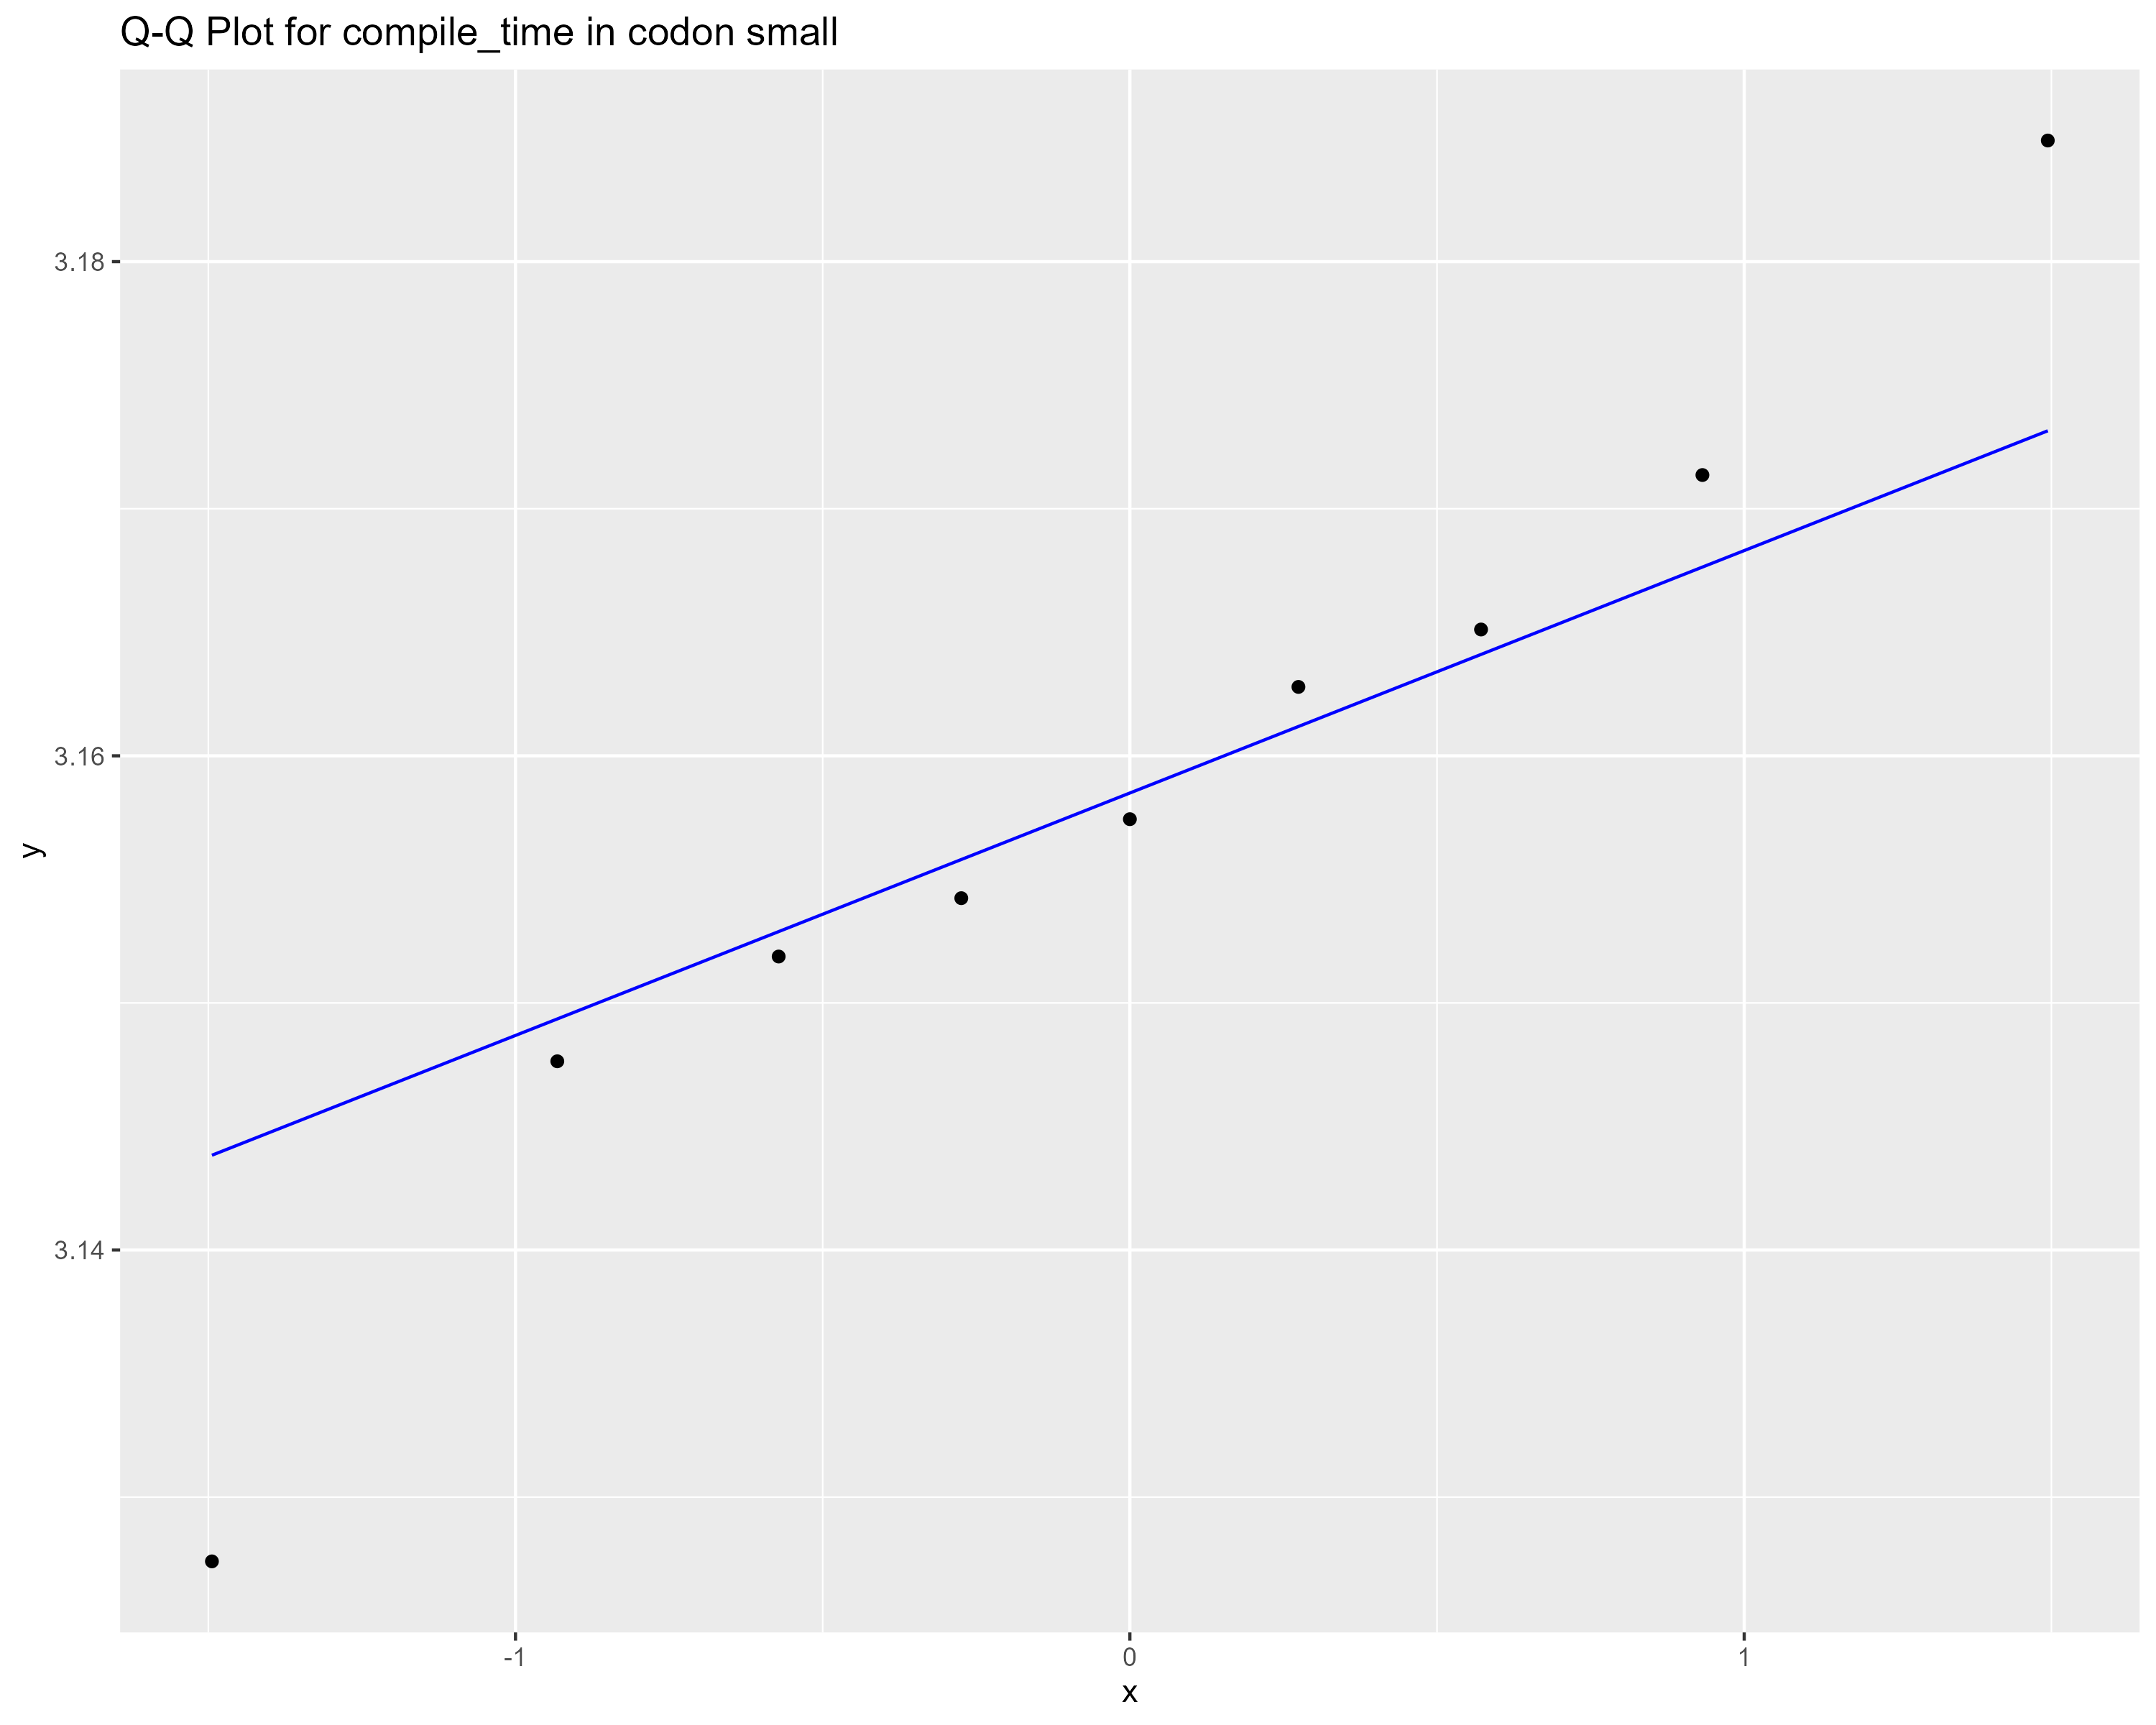 Q-Q Plot for compile_time in codon small
3.18
3.16
3.14
y
-1
0
1
x